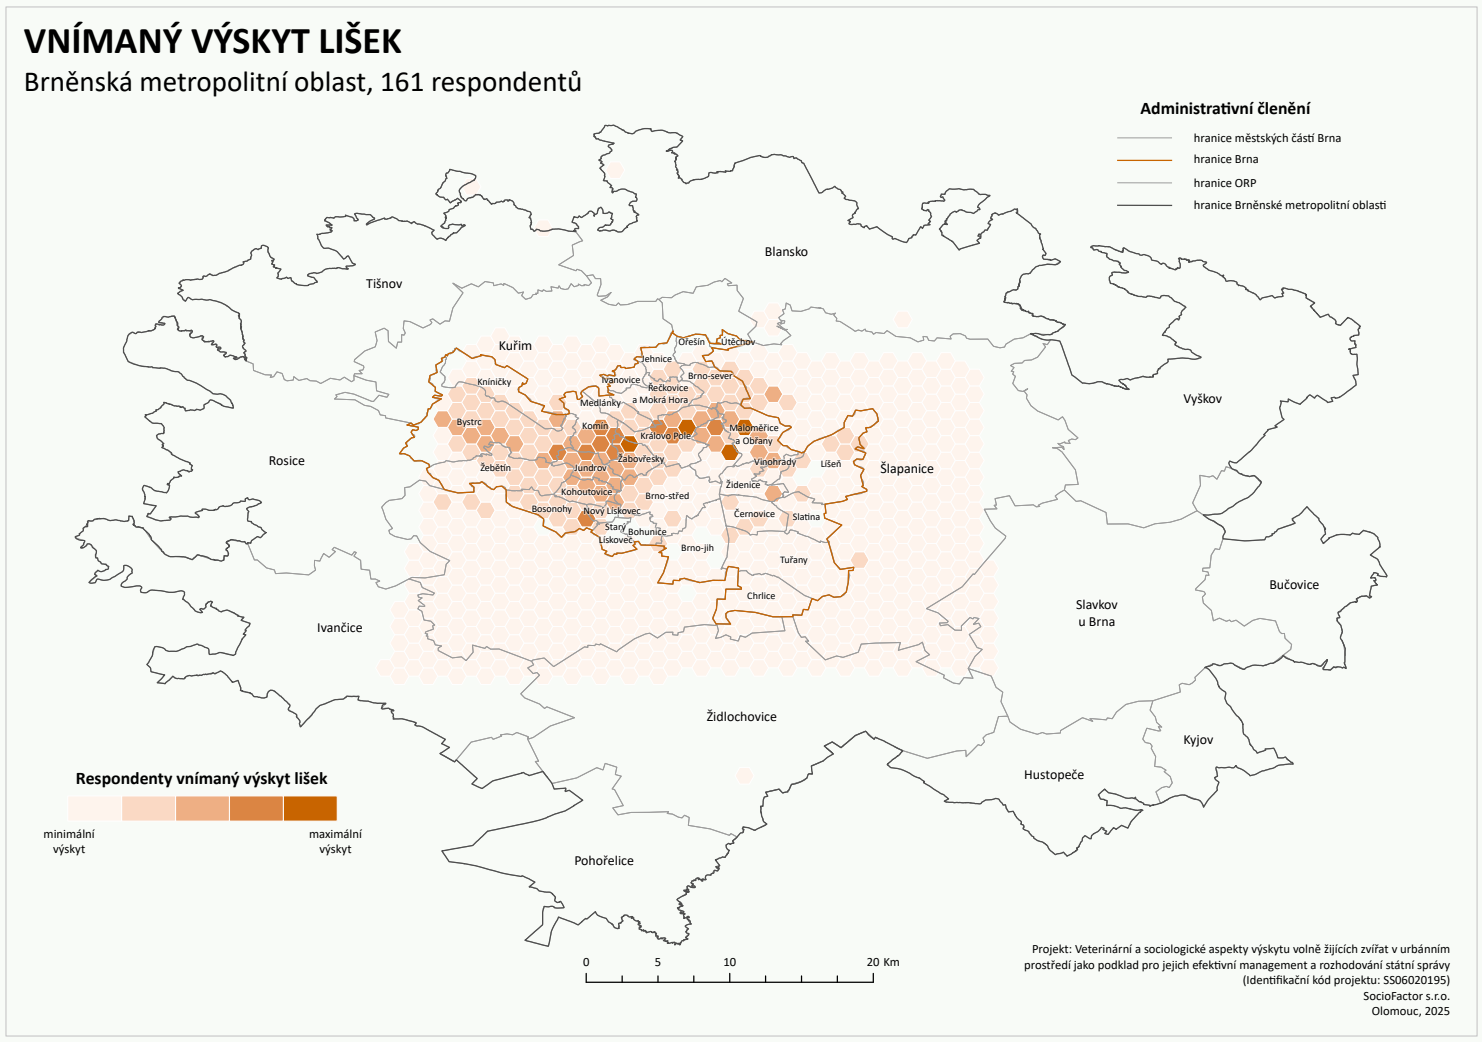 VNÍMANÝ VÝSKYT LIŠEK
Brněnská metropolitní oblast, 161 respondentů
Administrativní členění
hranice městských částí Brna
hranice Brna
hranice ORP
hranice Brněnské metropolitní oblasti
Blansko
Tišnov
Kuřim
Ořešín
Útěchov
Jehnice
Ivanovice
Brno-sever
Kníničky
Řečkovice
a Mokrá Hora
Medlánky
Vyškov
Bystrc
Komín
Královo Pole
Maloměřice
a Obřany
Rosice
Žebětín
Jundrov
Žabovřesky
Vinohrady
Líšeň
Šlapanice
Kohoutovice
Brno-střed
Židenice
Bosonohy
Nový Lískovec
Černovice
Slatina
Starý
Lískovec
Bohunice
Brno-jih
Tuřany
Chrlice
Ivančice
Slavkov
u Brna
Bučovice
Židlochovice
Kyjov
Hustopeče
Pohořelice
Respondenty vnímaný výskyt lišek
minimální
výskyt
maximální
výskyt
0 5 10 20 Km
Projekt: Veterinární a sociologické aspekty výskytu volně žijících zvířat v urbánním
prostředí jako podklad pro jejich efektivní management a rozhodování státní správy
(Identifikační kód projektu: SS06020195)
SocioFactor s.r.o.
Olomouc, 2025